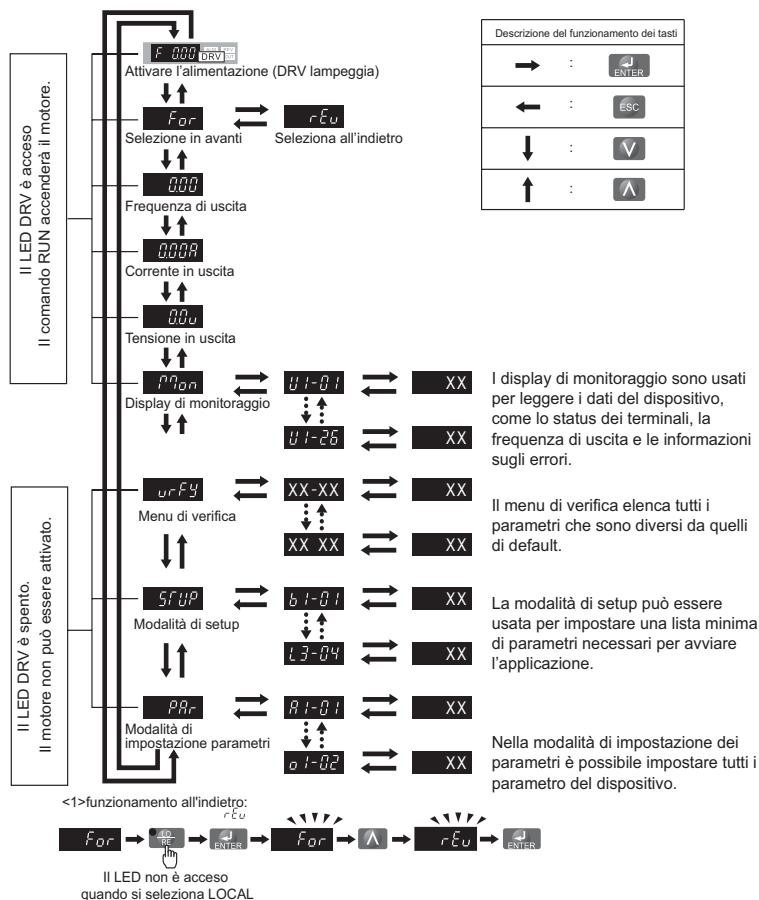 Descrizione del funzionamento dei tasti
: ENTER
: ESC
:
:
Il LED DRV è acceso
Il comando RUN accenderà il motore.
F 0.00 DRV
Attivare l'alimentazione (DRV lampeggia)
For rEv
Selezione in avanti Seleziona all'indietro
0.00
Frequenza di uscita
0.00A
Corrente in uscita
0.0v
Tensione in uscita
Mon U1-01 XX
Display di monitoraggio
U1-26 XX
I display di monitoraggio sono usati
per leggere i dati del dispositivo,
come lo status dei terminali, la
frequenza di uscita e le informazioni
sugli errori.
Il LED DRV è spento.
Il motore non può essere attivato.
vrFY XX-XX XX
Menu di verifica
XX XX XX
Il menu di verifica elenca tutti i
parametri che sono diversi da quelli
di default.
STUP b1-01 XX
Modalità di setup
L3-04 XX
La modalità di setup può essere
usata per impostare una lista minima
di parametri necessari per avviare
l'applicazione.
PAr A1-01 XX
Modalità di
impostazione parametri
o1-02 XX
Nella modalità di impostazione dei
parametri è possibile impostare tutti i
parametro del dispositivo.
<1>funzionamento all'indietro:
rEv
For LO RE ENTER For rEv ENTER
Il LED non è acceso
quando si seleziona LOCAL